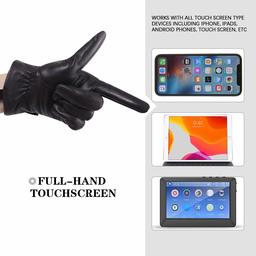 WORKS WITH ALL TOUCH SCREEN TYPE
DEVICES INCLUDING IPHONE, IPADS,
ANDROID PHONES, TOUCH SCREEN, ETC
FULL-HAND
TOUCHSCREEN